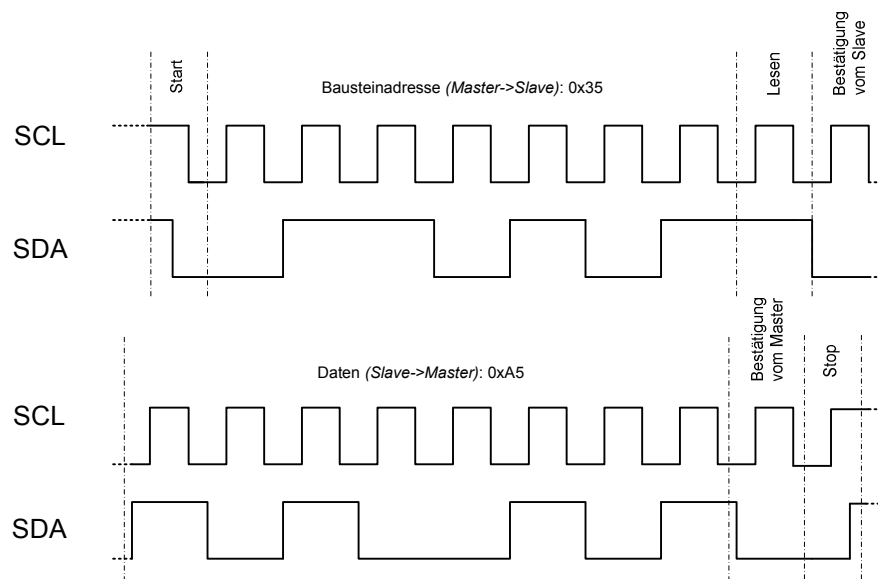 Start
Bausteinadresse (Master->Slave): 0x35
Lesen
Bestätigung
vom Slave
SCL
SDA
Daten (Slave->Master): 0xA5
Bestätigung
vom Master
Stop
SCL
SDA